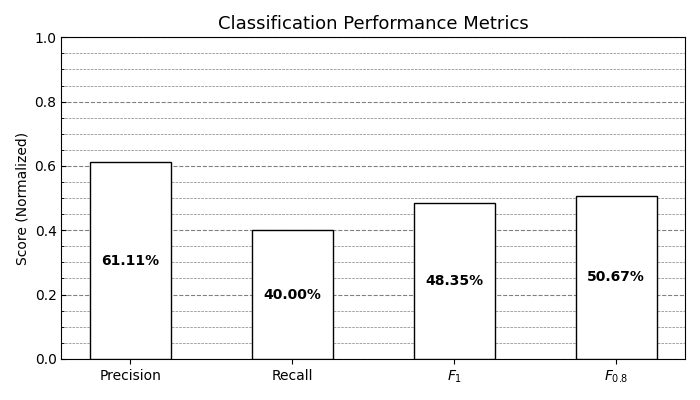 Classification Performance Metrics
Score (Normalized)
1.0
0.8
0.6
0.4
0.2
0.0
61.11%
40.00%
48.35%
50.67%
Precision
Recall
F₁
F₀.₈